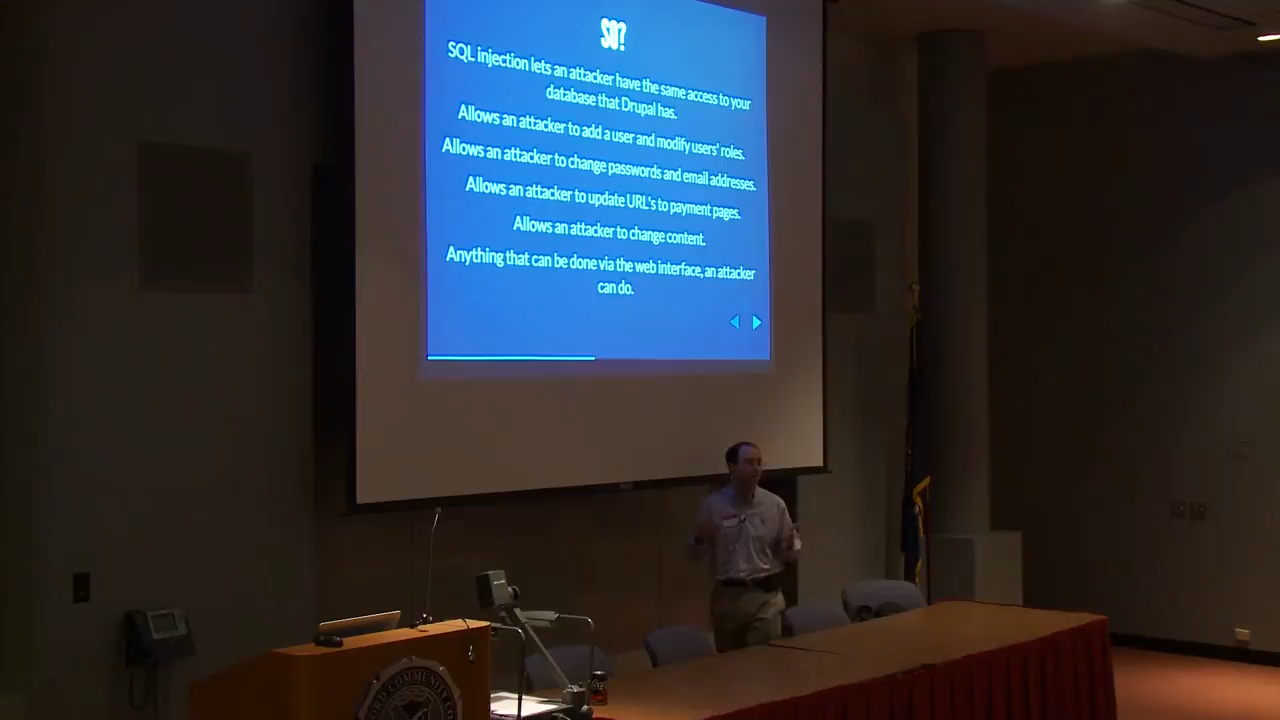 SO?
SQL injection lets an attacker have the same access to your
database that Drupal has.
Allows an attacker to add a user and modify users' roles.
Allows an attacker to change passwords and email addresses.
Allows an attacker to update URL's to payment pages.
Allows an attacker to change content.
Anything that can be done via the web interface, an attacker
can do.
COMMUNITY